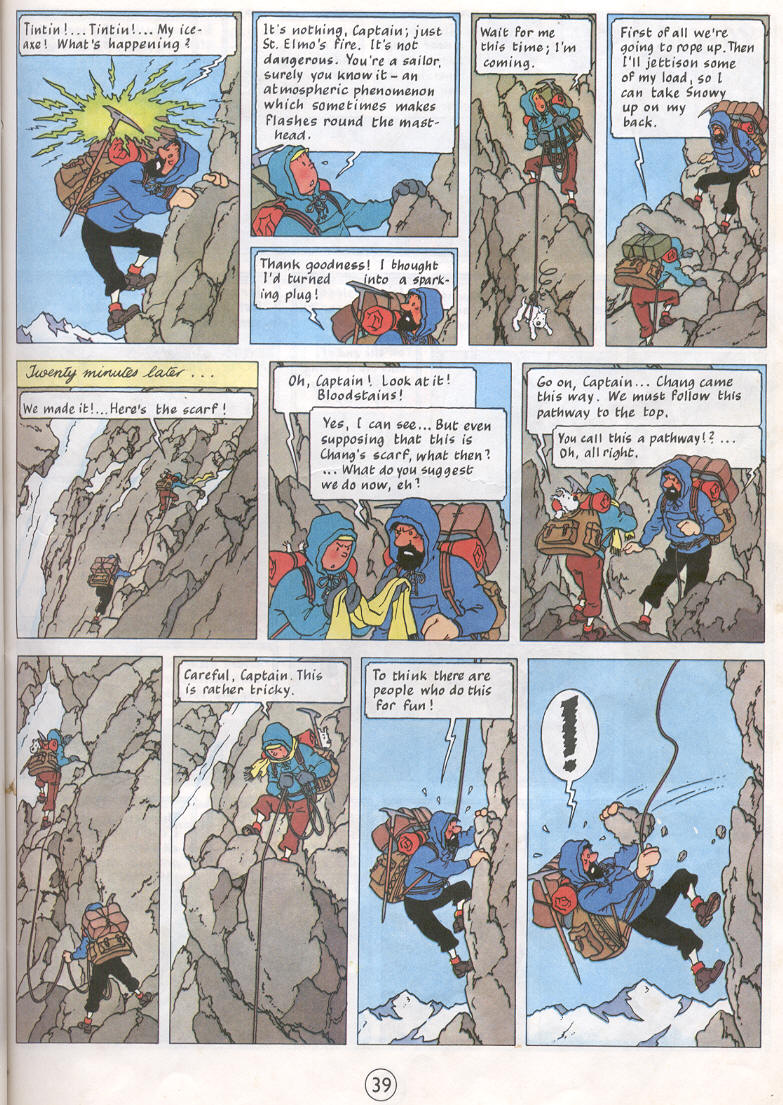 Tintin!... Tintin!... My ice-
axe! What's happening?
It's nothing, Captain; just
St. Elmo's fire. It's not
dangerous. You're a sailor,
surely you know it – an
atmospheric phenomenon
which sometimes makes
flashes round the mast-
head.
Thank goodness! I thought
I'd turned into a spark-
ing plug!
Wait for me
this time; I'm
coming.
First of all we're
going to rope up. Then
I'll jettison some
of my load, so I
can take Snowy
up on my
back.
Twenty minutes later...
We made it!...Here's the scarf!
Oh, Captain! Look at it!
Bloodstains!
Yes, I can see... But even
supposing that this is
Chang's scarf, what then?
...What do you suggest
we do now, eh?
Go on, Captain... Chang came
this way. We must follow this
pathway to the top.
You call this a pathway!?...
Oh, all right.
Careful, Captain. This
is rather tricky.
To think there are
people who do this
for fun!
39